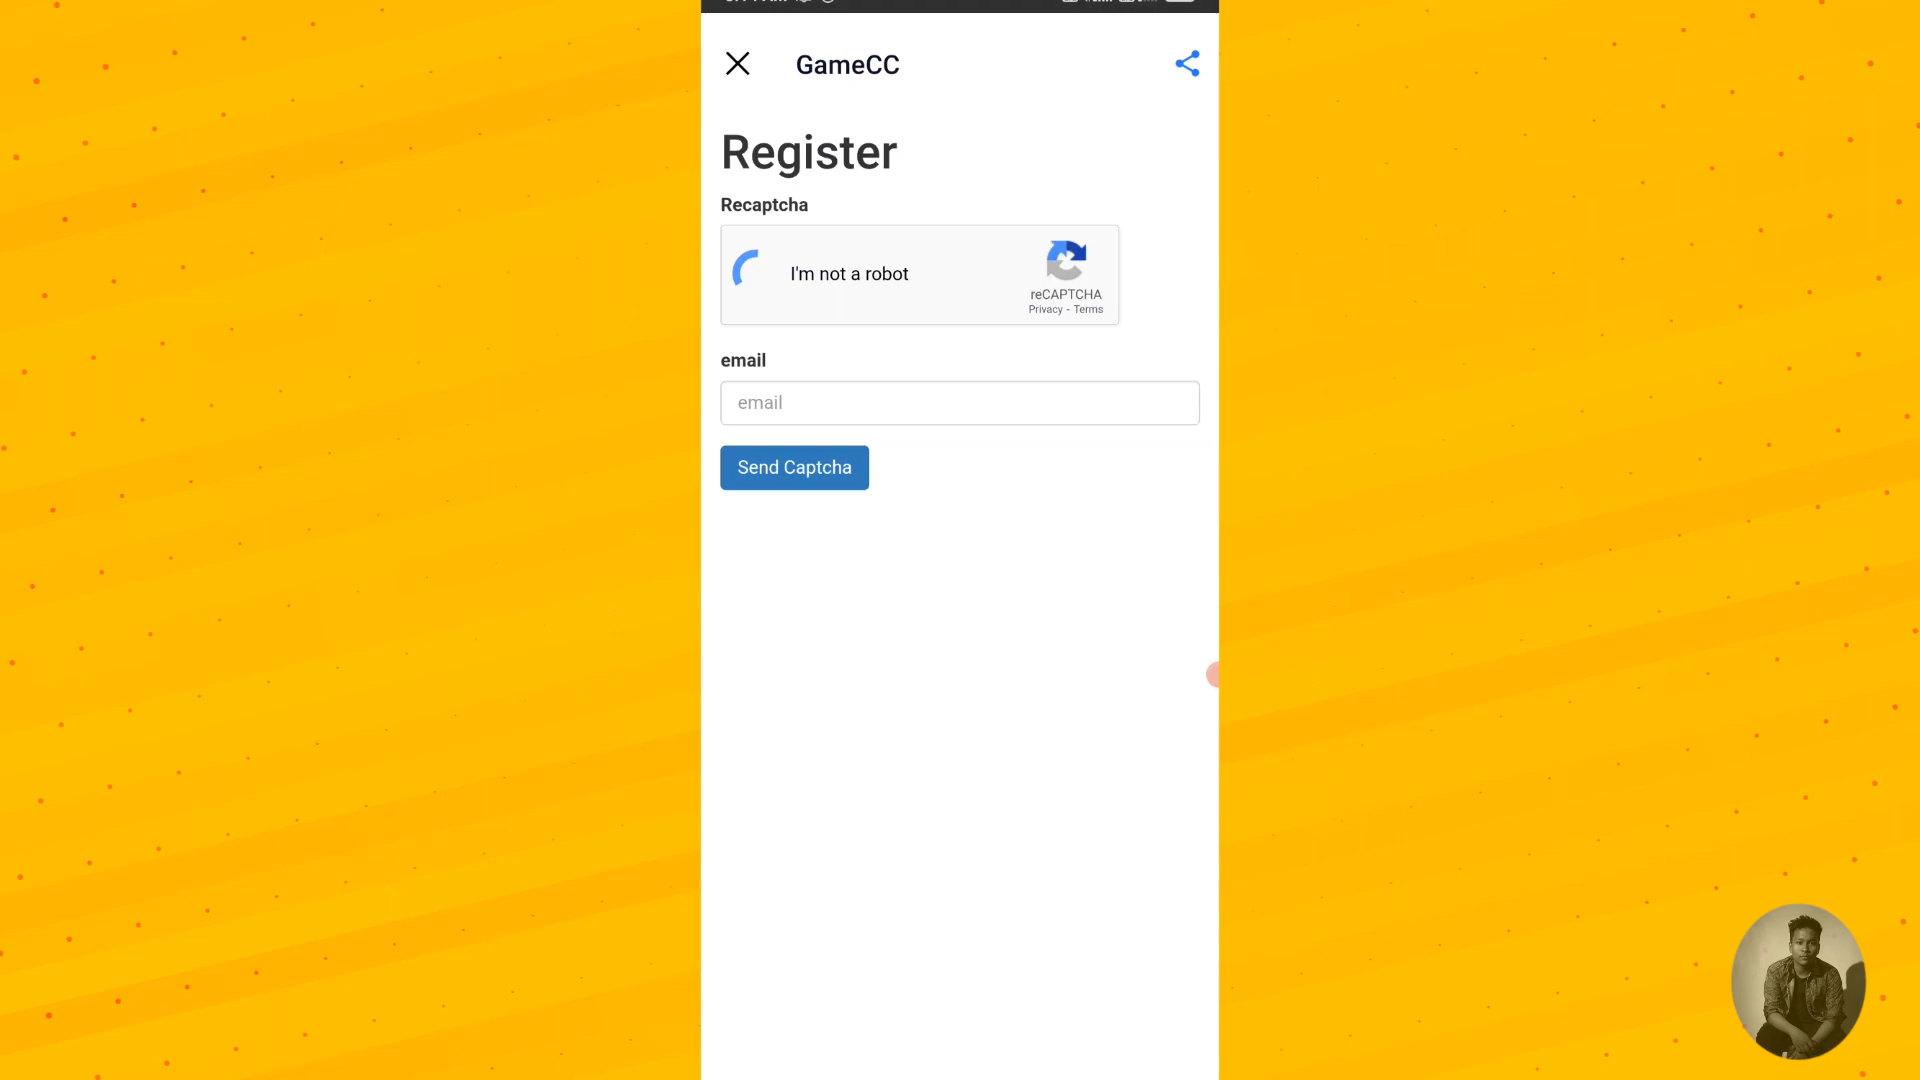 GameCC
Register
Recaptcha
I'm not a robot
reCAPTCHA
Privacy - Terms
email
email
Send Captcha